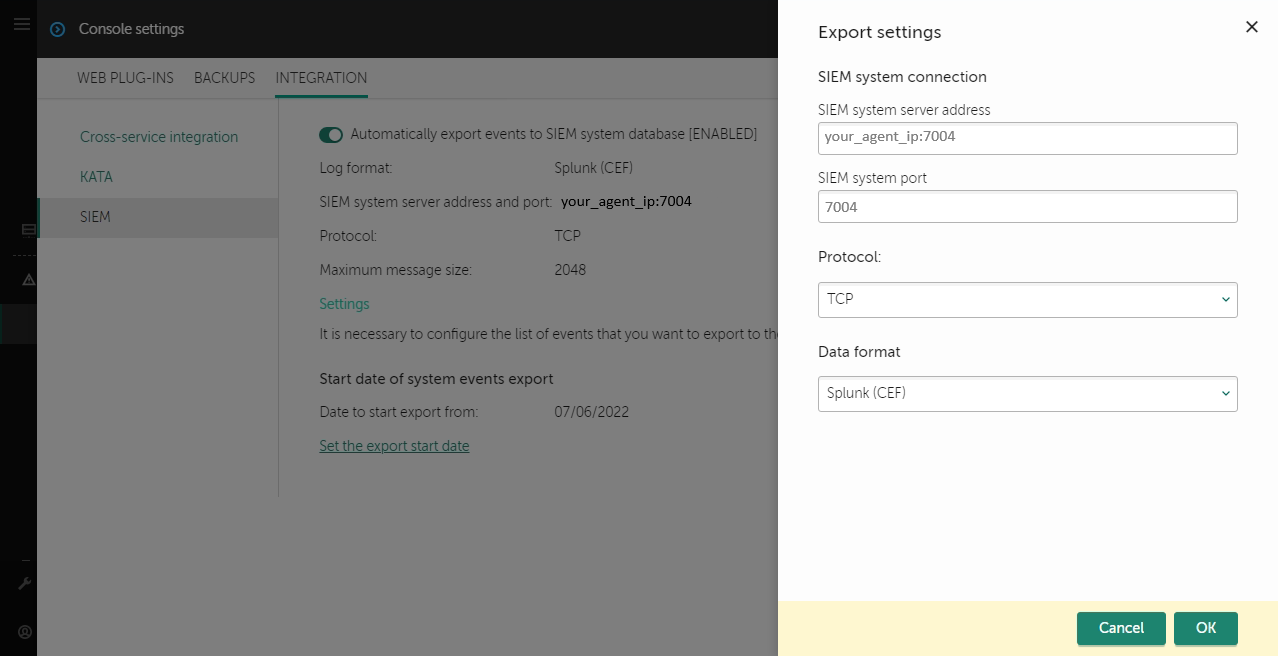 Console settings
WEB PLUG-INS BACKUPS INTEGRATION
Cross-service integration
KATA
SIEM
Automatically export events to SIEM system database [ENABLED]
Log format: Splunk (CEF)
SIEM system server address and port: your_agent_ip:7004
Protocol: TCP
Maximum message size: 2048
Settings
It is necessary to configure the list of events that you want to export to the
Start date of system events export
Date to start export from: 07/06/2022
Set the export start date
Export settings
SIEM system connection
SIEM system server address
your_agent_ip:7004
SIEM system port
7004
Protocol:
TCP
Data format
Splunk (CEF)
Cancel OK